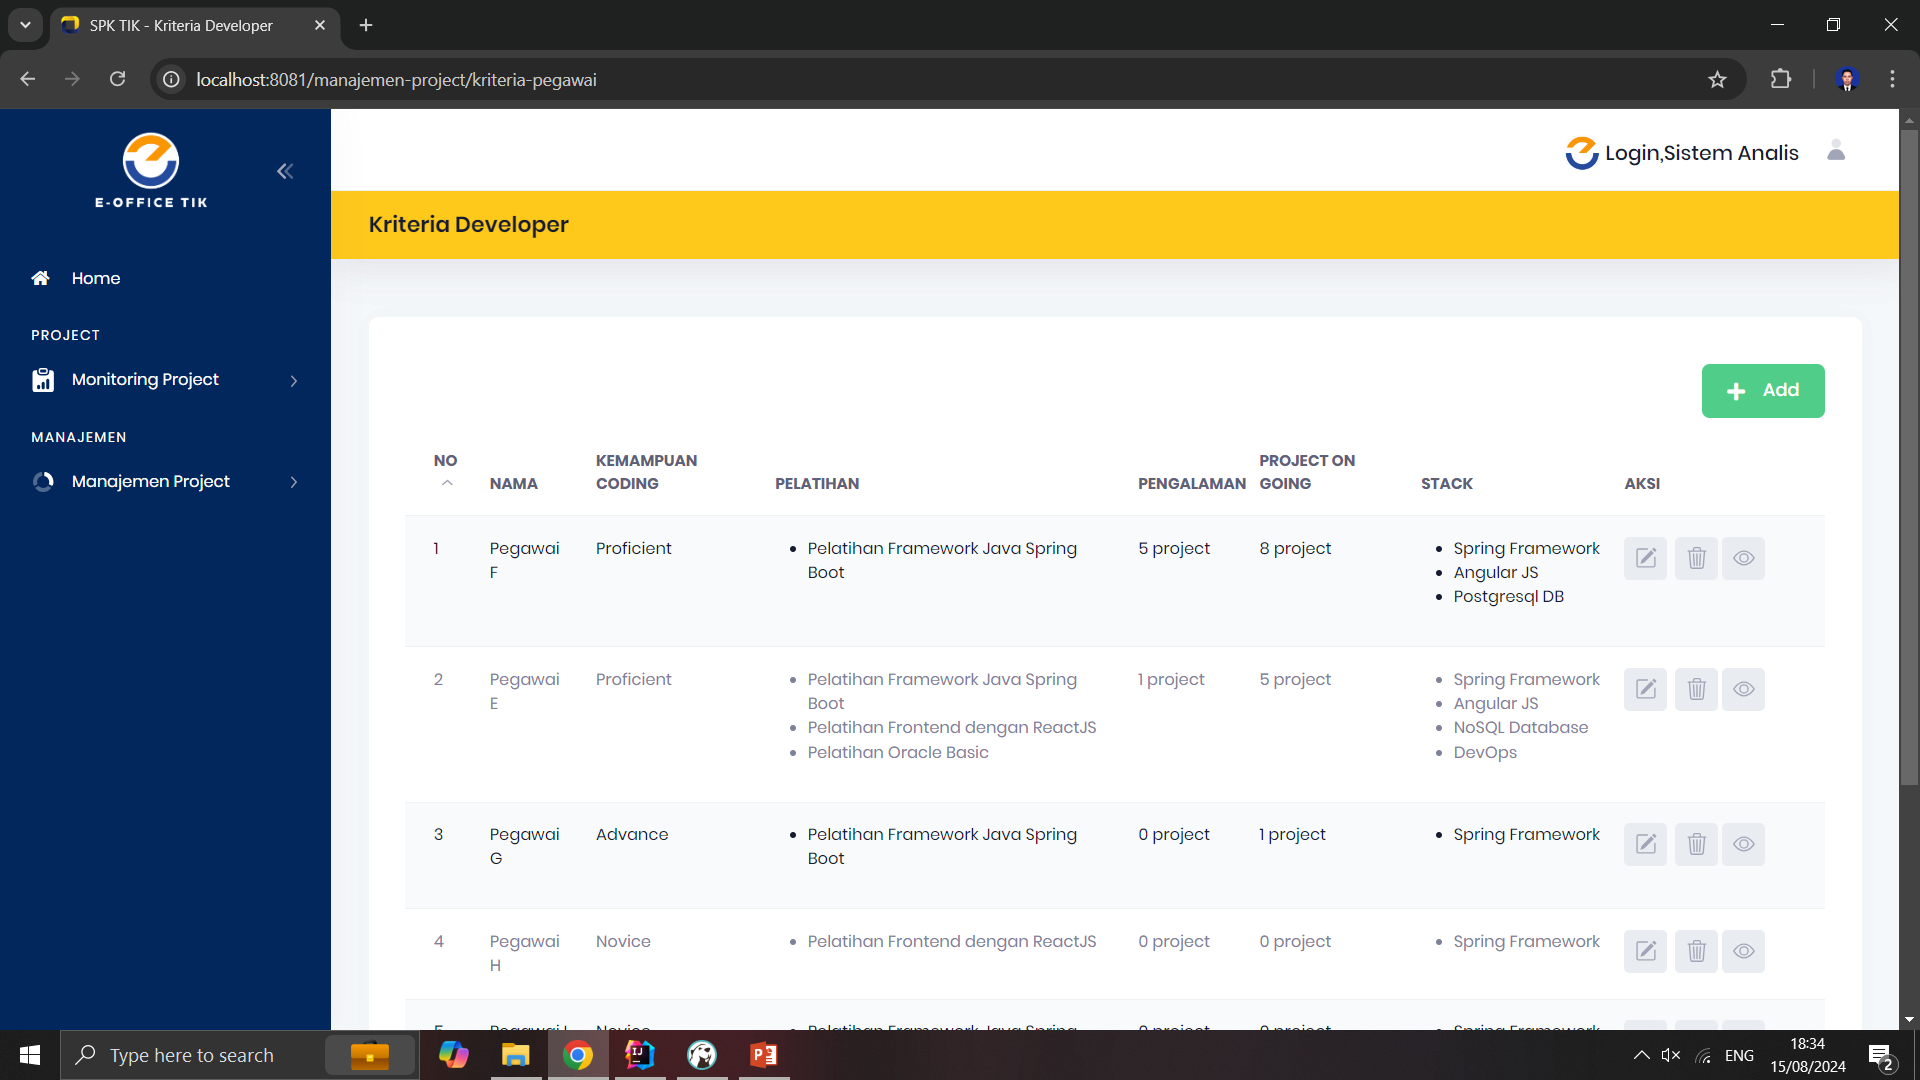 SPK TIK - Kriteria Developer
localhost:8081/manajemen-project/kriteria-pegawai
E-OFFICE TIK
Login,Sistem Analis
Kriteria Developer
Home
PROJECT
Monitoring Project
MANAJEMEN
Manajemen Project
Add
NO NAMA KEMAMPUAN CODING PELATIHAN PENGALAMAN PROJECT ON GOING STACK AKSI
1 Pegawai F Proficient • Pelatihan Framework Java Spring Boot 5 project 8 project • Spring Framework
• Angular JS
• Postgresql DB
2 Pegawai E Proficient • Pelatihan Framework Java Spring Boot 1 project 5 project • Spring Framework
• Pelatihan Frontend dengan ReactJS • Angular JS
• Pelatihan Oracle Basic • NoSQL Database
• DevOps
3 Pegawai G Advance • Pelatihan Framework Java Spring Boot 0 project 1 project • Spring Framework
4 Pegawai H Novice • Pelatihan Frontend dengan ReactJS 0 project 0 project • Spring Framework
Type here to search
ENG
18:34
15/08/2024
2